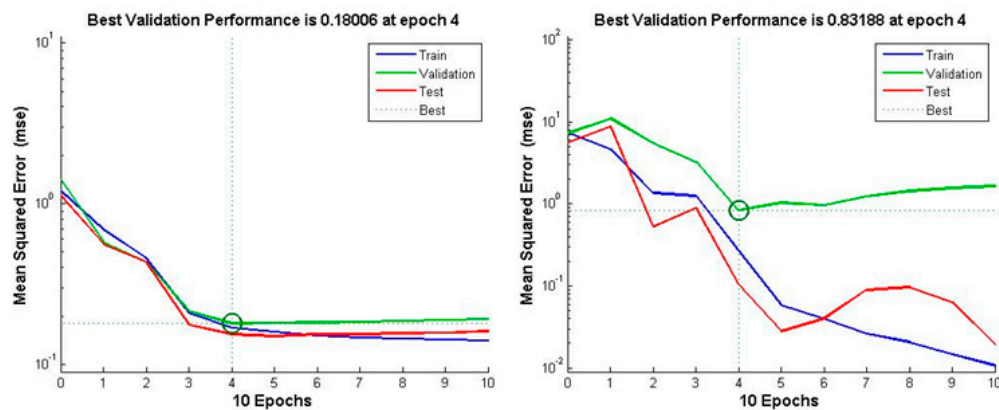 Best Validation Performance is 0.18006 at epoch 4
Mean Squared Error (mse)
10^1
10^0
10^-1
Train
Validation
Test
Best
0 1 2 3 4 5 6 7 8 9 10
10 Epochs
Best Validation Performance is 0.83188 at epoch 4
Mean Squared Error (mse)
10^2
10^1
10^0
10^-1
10^-2
Train
Validation
Test
Best
0 1 2 3 4 5 6 7 8 9 10
10 Epochs